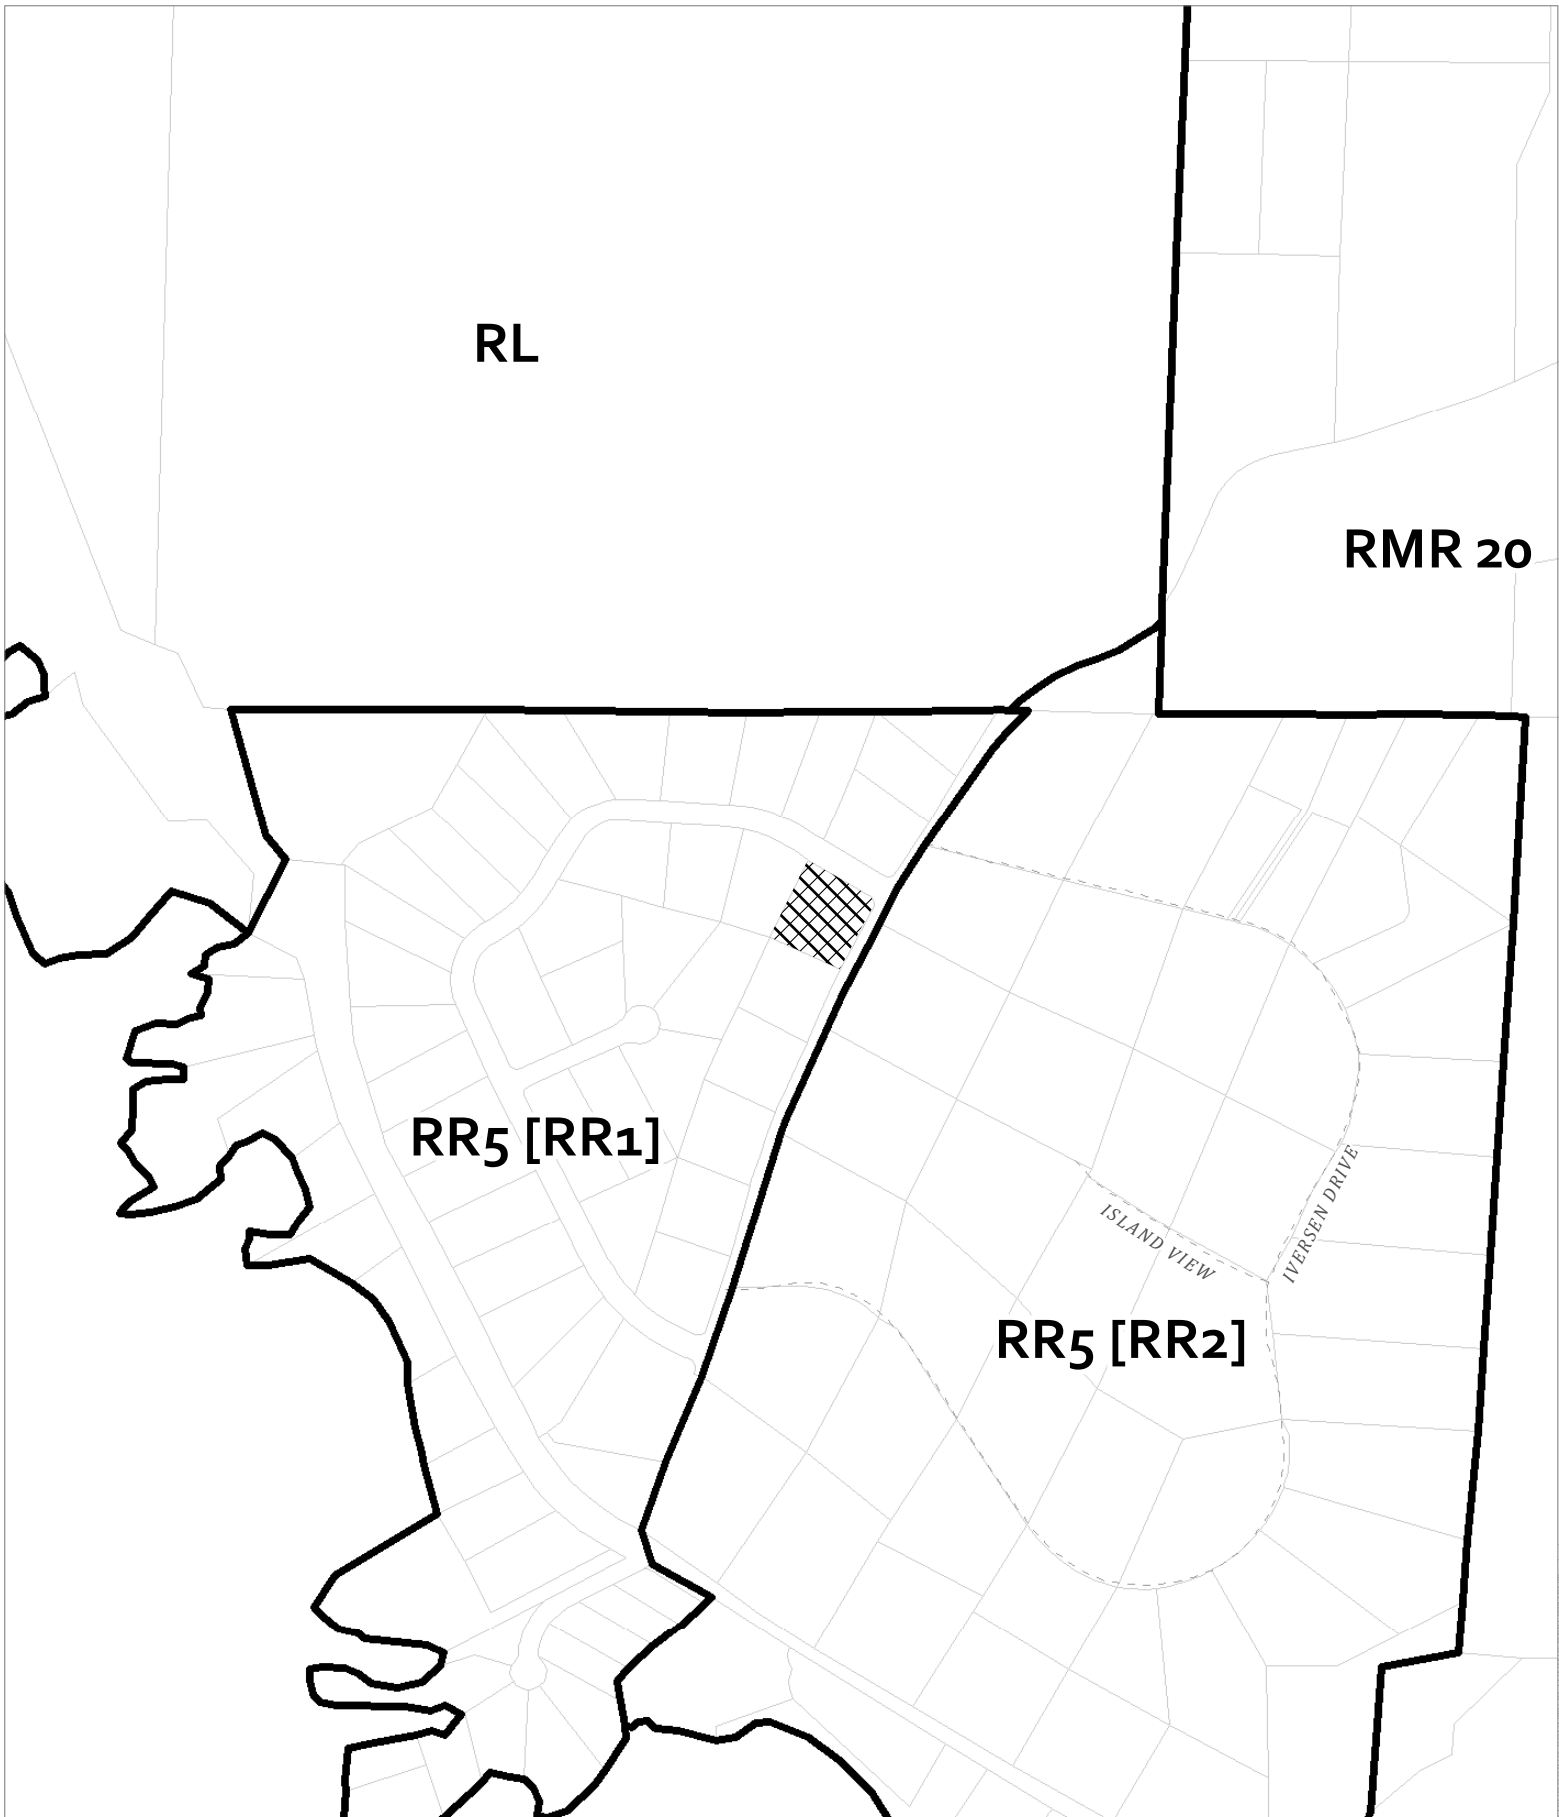 RL
RMR 20
RR5 [RR1]
ISLAND VIEW
IVERSEN DRIVE
RR5 [RR2]